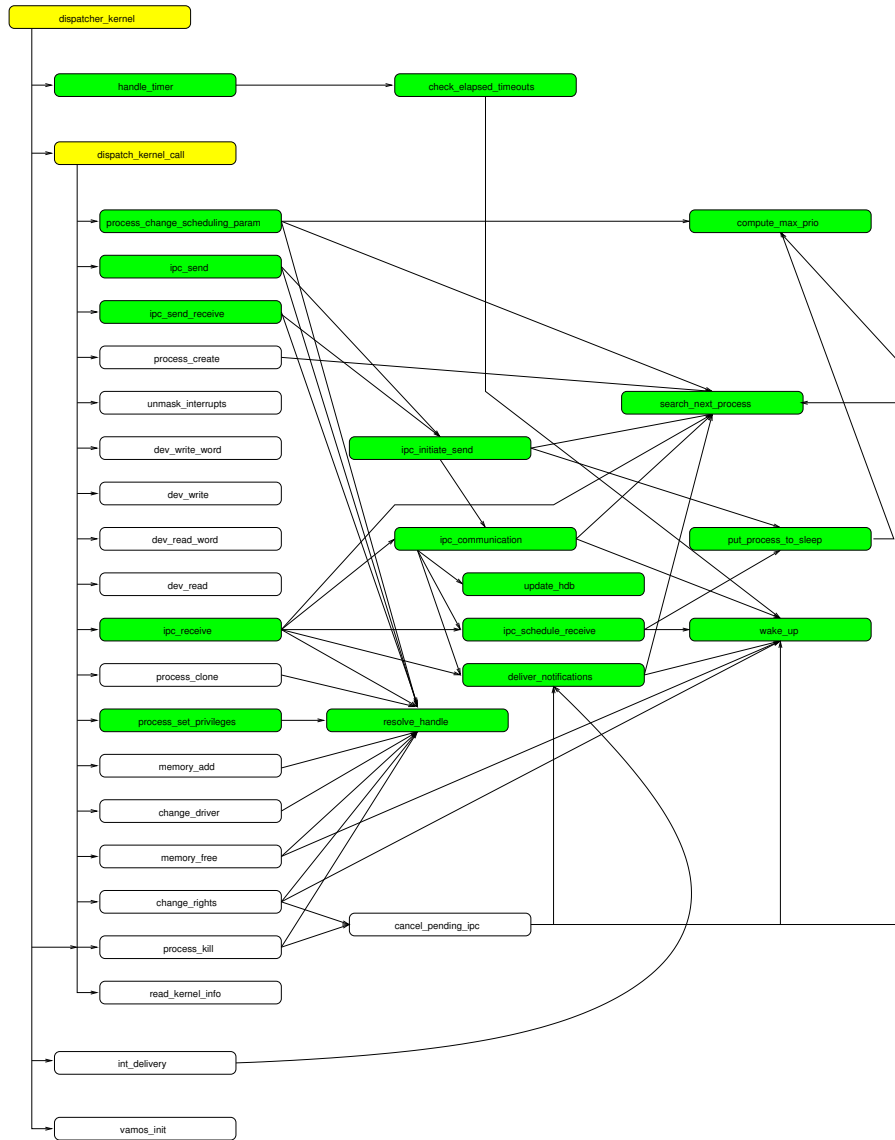 dispatcher_kernel
handle_timer
check_elapsed_timeouts
dispatch_kernel_call
process_change_scheduling_param
compute_max_prio
ipc_send
ipc_send_receive
process_create
unmask_interrupts
search_next_process
dev_write_word
ipc_initiate_send
dev_write
dev_read_word
ipc_communication
put_process_to_sleep
dev_read
update_hdb
ipc_receive
ipc_schedule_receive
wake_up
process_clone
deliver_notifications
process_set_privileges
resolve_handle
memory_add
change_driver
memory_free
change_rights
cancel_pending_ipc
process_kill
read_kernel_info
int_delivery
vamos_init